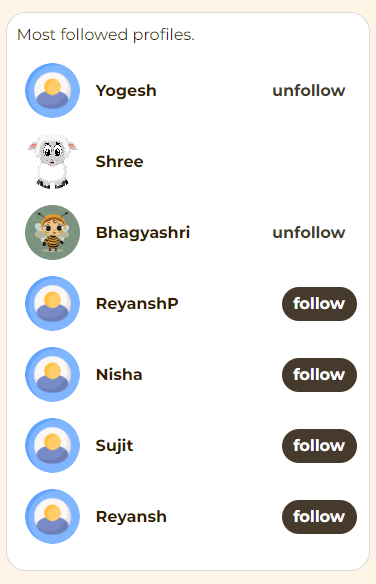 Most followed profiles.
Yogesh unfollow
Shree
Bhagyashri unfollow
ReyanshP follow
Nisha follow
Sujit follow
Reyansh follow